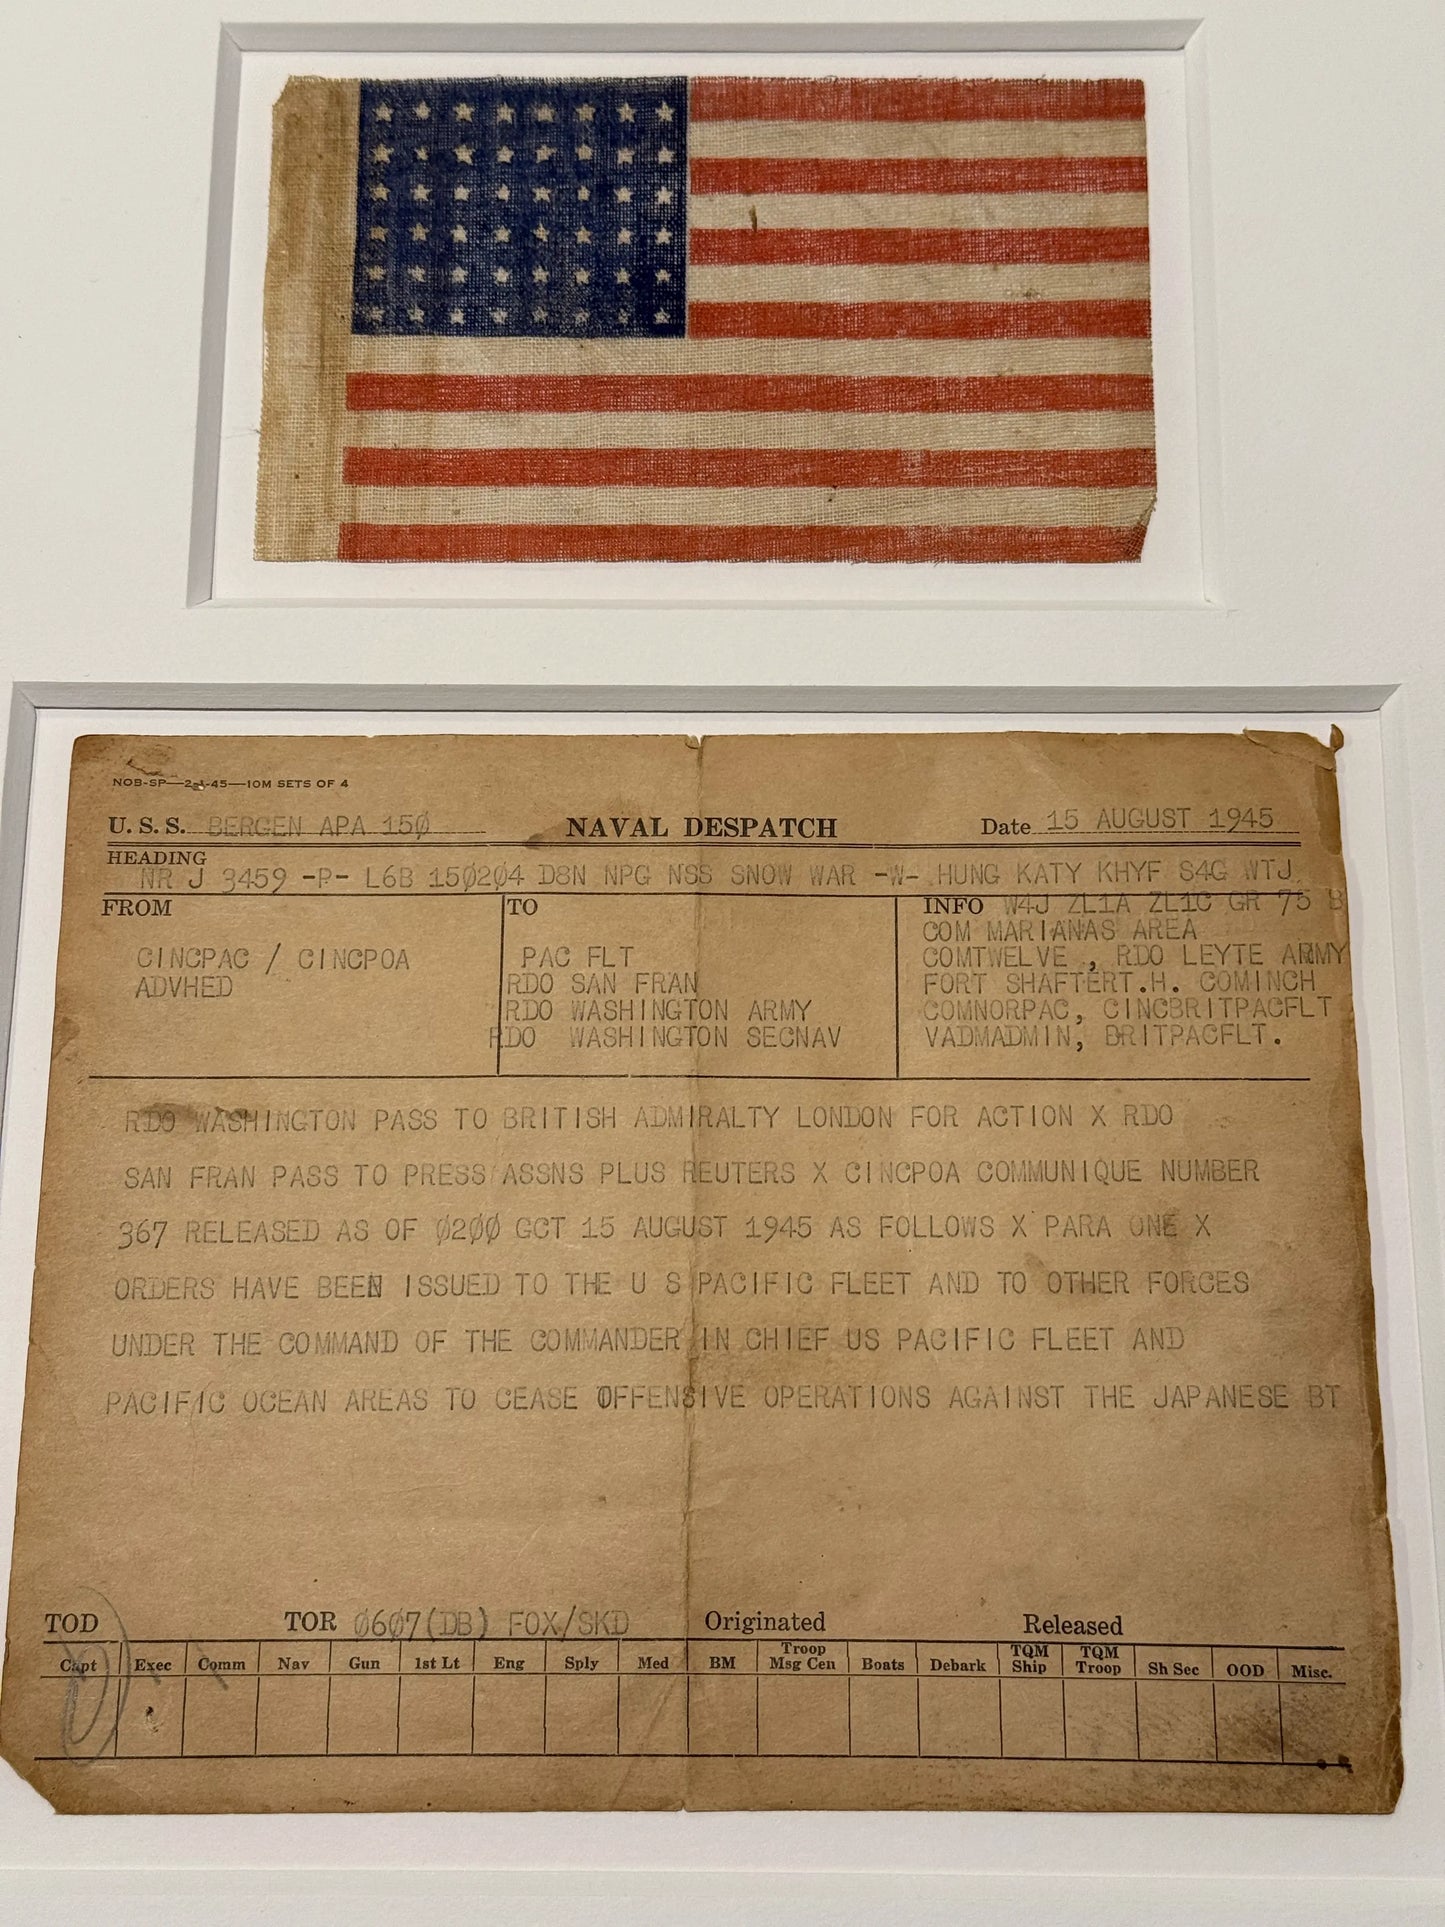 NOB-SP—2-1-45—10M SETS OF 4
U. S. S. BERGEN APA 150 NAVAL DESPATCH Date 15 AUGUST 1945
HEADING
NR J 3459 -P- L6B 150204 D8N NPG NSS SNOW WAR -W- HUNG KATY KHYF S4G WTJ
FROM TO INFO W4J ZL1A ZL1C GR 75 B
COM MARIANAS AREA
CINCPAC / CINCPOA PAC FLT COMTWELVE , RDO LEYTE ARMY
ADVHED RDO SAN FRAN FORT SHAFTERT.H. COMINCH
RDO WASHINGTON ARMY COMNORPAC, CINCBRITPACFLT
RDO WASHINGTON SECNAV VADMADMIN, BRITPACFLT.
RDO WASHINGTON PASS TO BRITISH ADMIRALTY LONDON FOR ACTION X RDO
SAN FRAN PASS TO PRESS ASSNS PLUS REUTERS X CINCPOA COMMUNIQUE NUMBER
367 RELEASED AS OF 0200 GCT 15 AUGUST 1945 AS FOLLOWS X PARA ONE X
ORDERS HAVE BEEN ISSUED TO THE U S PACIFIC FLEET AND TO OTHER FORCES
UNDER THE COMMAND OF THE COMMANDER IN CHIEF US PACIFIC FLEET AND
PACIFIC OCEAN AREAS TO CEASE OFFENSIVE OPERATIONS AGAINST THE JAPANESE BT
TOD TOR 0607(DB) FOX/SKD Originated Released
Capt Exec Comm Nav Gun 1st Lt Eng Sply Med BM Troop Msg Cen Boats Debark TQM Ship TQM Troop Sh Sec OOD Misc.